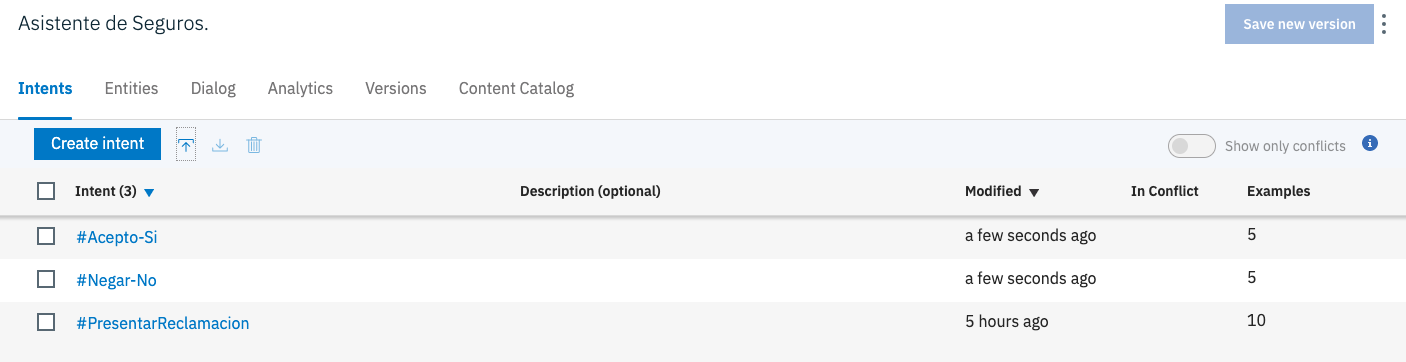 Asistente de Seguros.
Save new version
Intents Entities Dialog Analytics Versions Content Catalog
Create intent Show only conflicts i
Intent (3) Description (optional) Modified In Conflict Examples
#Acepto-Si a few seconds ago 5
#Negar-No a few seconds ago 5
#PresentarReclamacion 5 hours ago 10